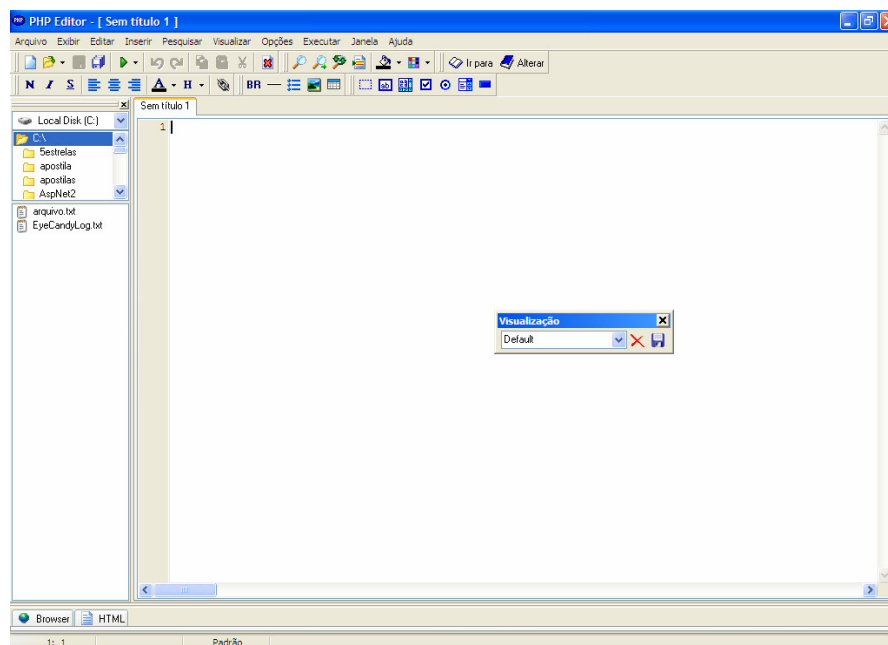 PHP Editor - [ Sem título 1 ]
Arquivo Exibir Editar Inserir Pesquisar Visualizar Opções Executar Janela Ajuda
Ir para Alterar
N I S A H BR
Sem título 1
Local Disk (C:)
1
C:\
5estrelas
apostila
apostilas
AspNet2
arquivo.txt
EyeCandyLog.txt
Visualização
Default
Browser HTML
1: 1 Padrão